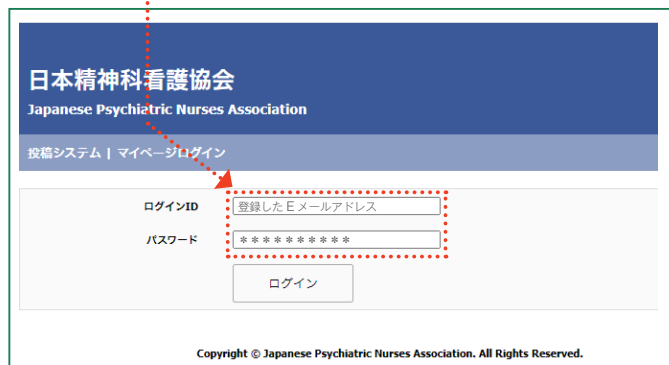 日本精神科看護協会
Japanese Psychiatric Nurses Association
投稿システム | マイページログイン
ログインID
登録したEメールアドレス
パスワード
**********
ログイン
Copyright © Japanese Psychiatric Nurses Association. All Rights Reserved.